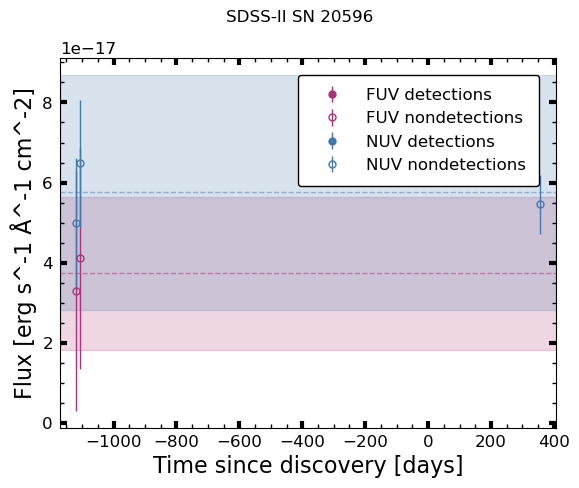 SDSS-II SN 20596
1e−17
FUV detections
FUV nondetections
NUV detections
NUV nondetections
8
6
4
2
0
Flux [erg s^-1 Å^-1 cm^-2]
−1000 −800 −600 −400 −200 0 200 400
Time since discovery [days]